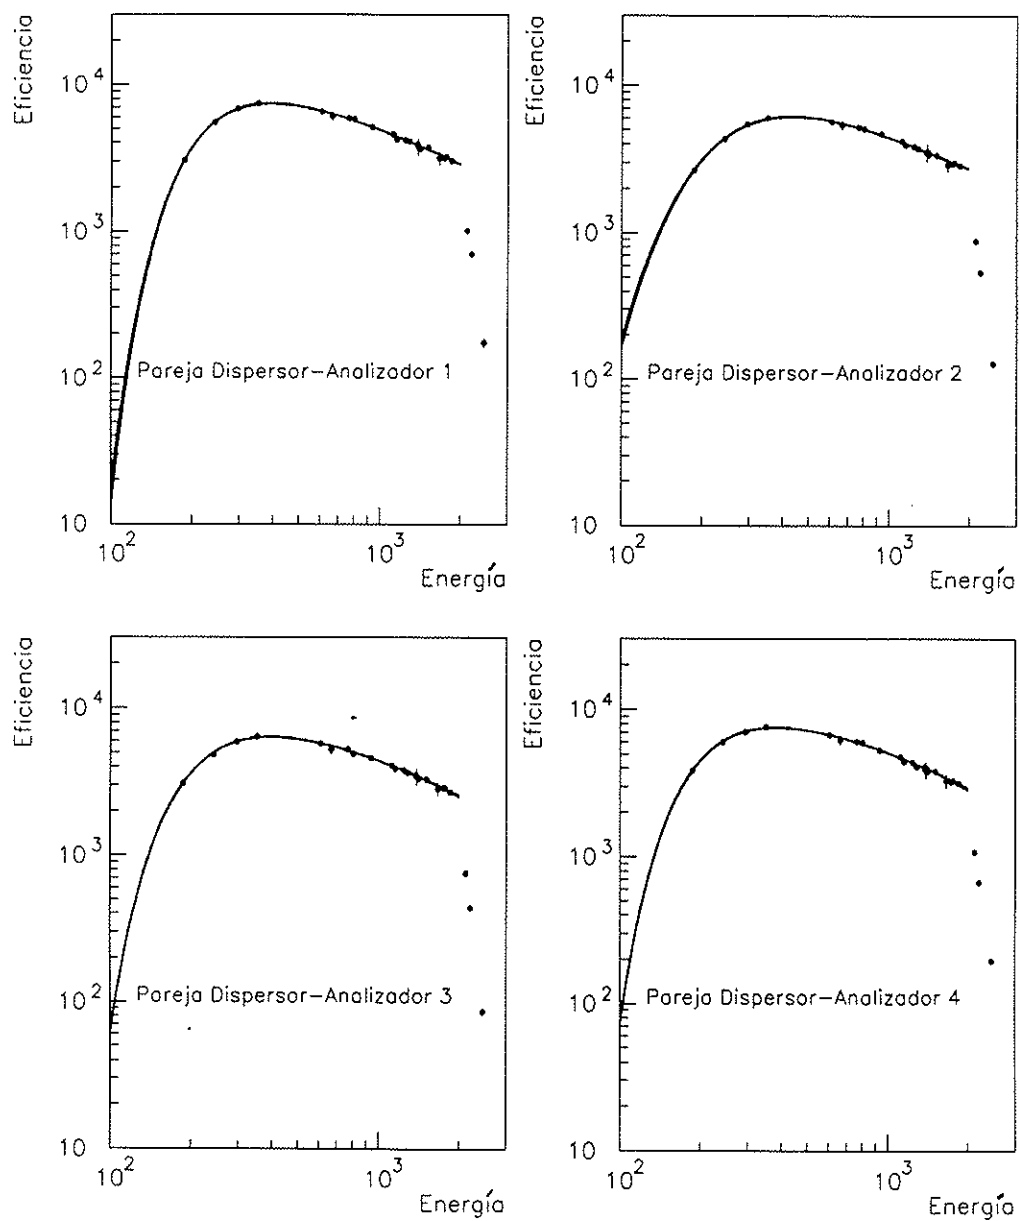 Eficiencia
10^4
10^3
10^2
10
Pareja Dispersor-Analizador 1
10^2
10^3
Energía
Eficiencia
10^4
10^3
10^2
10
Pareja Dispersor-Analizador 2
10^2
10^3
Energía
Eficiencia
10^4
10^3
10^2
10
Pareja Dispersor-Analizador 3
10^2
10^3
Energía
Eficiencia
10^4
10^3
10^2
10
Pareja Dispersor-Analizador 4
10^2
10^3
Energía